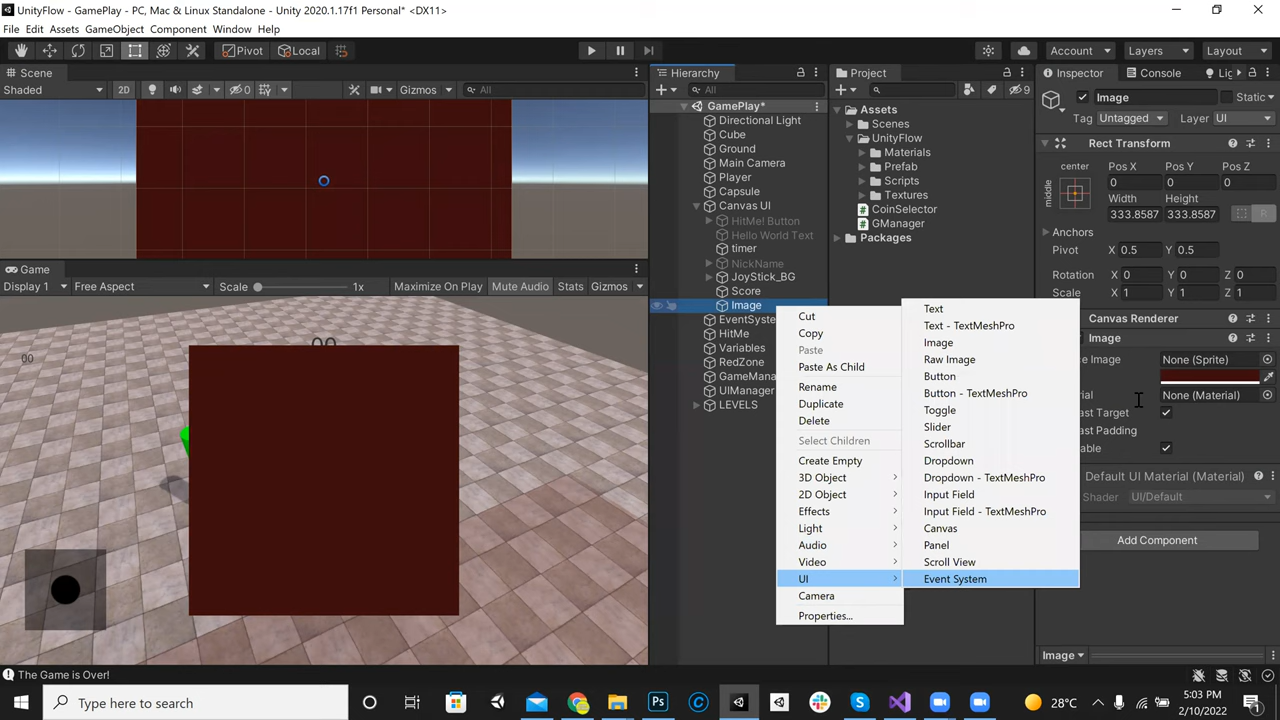 UnityFlow - GamePlay - PC, Mac & Linux Standalone - Unity 2020.1.17f1 Personal* <DX11>
File Edit Assets GameObject Component Window Help
Pivot Local Account Layers Layout
Scene
Shaded 2D 0 Gizmos All
Game
Display 1 Free Aspect Scale 1x Maximize On Play Mute Audio Stats Gizmos
00
00
Hierarchy
All
GamePlay*
Directional Light
Cube
Ground
Main Camera
Player
Capsule
Canvas UI
HitMe! Button
Hello World Text
timer
NickName
JoyStick_BG
Score
Image
EventSyste
HitMe
Variables
RedZone
GameMana
UIManager
LEVELS
Project
9
Assets
Scenes
UnityFlow
Materials
Prefab
Scripts
Textures
CoinSelector
GManager
Packages
Cut
Copy
Paste
Paste As Child
Rename
Duplicate
Delete
Select Children
Create Empty
3D Object
2D Object
Effects
Light
Audio
Video
UI
Camera
Properties...
Text
Text - TextMeshPro
Image
Raw Image
Button
Button - TextMeshPro
Toggle
Slider
Scrollbar
Dropdown
Dropdown - TextMeshPro
Input Field
Input Field - TextMeshPro
Canvas
Panel
Scroll View
Event System
Inspector Console Lig
Image Static
Tag Untagged Layer UI
Rect Transform
center
middle
Pos X Pos Y Pos Z
0 0 0
Width Height
333.8587 333.8587 R
Anchors
Pivot X 0.5 Y 0.5
Rotation X 0 Y 0 Z 0
Scale X 1 Y 1 Z 1
Canvas Renderer
Image
e Image None (Sprite)
rial None (Material)
ast Target
ast Padding
able
Default UI Material (Material)
Shader UI/Default
Add Component
Image
The Game is Over!
Type here to search
28°C
5:03 PM
2/10/2022
1